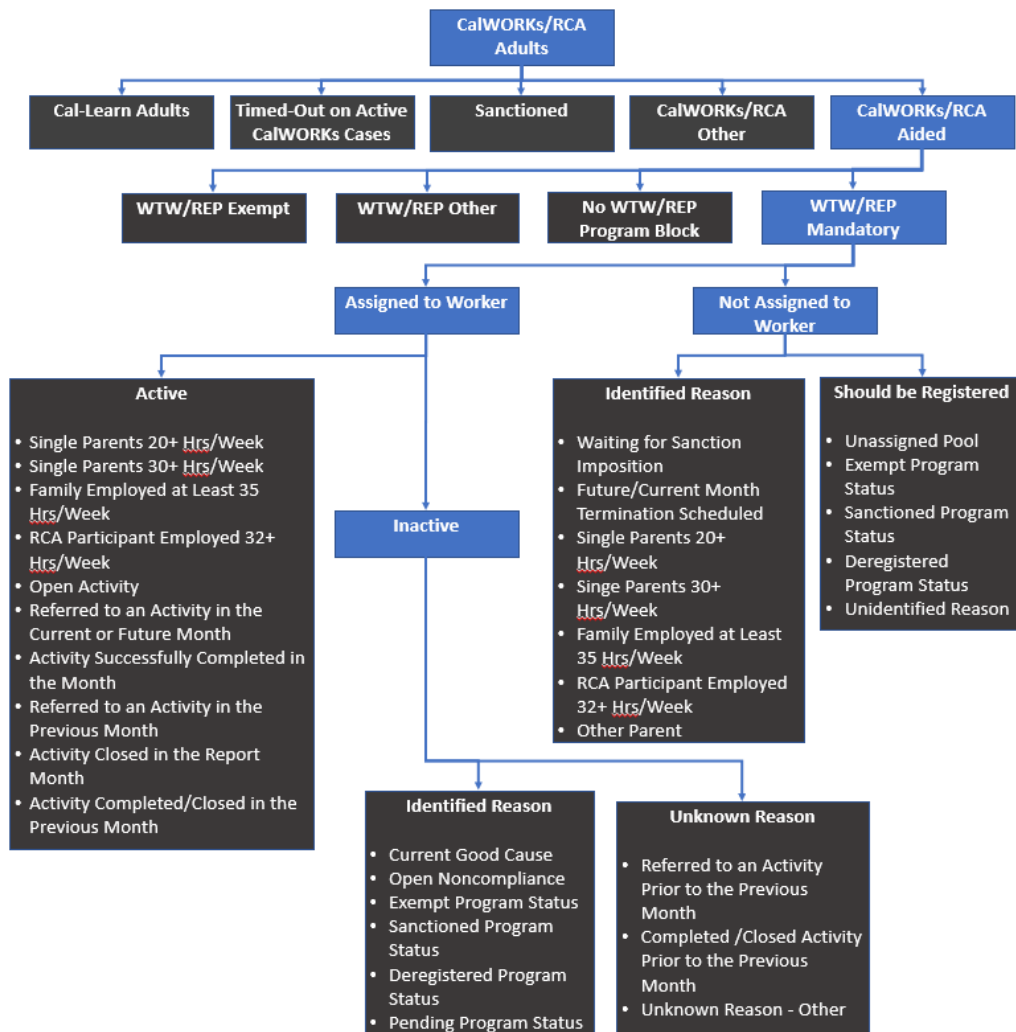 CalWORKs/RCA
Adults
Cal-Learn Adults
Timed-Out on Active
CalWORKs Cases
Sanctioned
CalWORKs/RCA
Other
CalWORKs/RCA
Aided
WTW/REP Exempt
WTW/REP Other
No WTW/REP
Program Block
WTW/REP
Mandatory
Assigned to Worker
Not Assigned to
Worker
Active
• Single Parents 20+ Hrs/Week
• Single Parents 30+ Hrs/Week
• Family Employed at Least 35
Hrs/Week
• RCA Participant Employed 32+
Hrs/Week
• Open Activity
• Referred to an Activity in the
Current or Future Month
• Activity Successfully Completed in
the Month
• Referred to an Activity in the
Previous Month
• Activity Closed in the Report
Month
• Activity Completed/Closed in the
Previous Month
Inactive
Identified Reason
• Waiting for Sanction
Imposition
• Future/Current Month
Termination Scheduled
• Single Parents 20+
Hrs/Week
• Singe Parents 30+
Hrs/Week
• Family Employed at Least
35 Hrs/Week
• RCA Participant Employed
32+ Hrs/Week
• Other Parent
Should be Registered
• Unassigned Pool
• Exempt Program
Status
• Sanctioned Program
Status
• Deregistered
Program Status
• Unidentified Reason
Identified Reason
• Current Good Cause
• Open Noncompliance
• Exempt Program Status
• Sanctioned Program
Status
• Deregistered Program
Status
• Pending Program Status
Unknown Reason
• Referred to an Activity
Prior to the Previous
Month
• Completed /Closed Activity
Prior to the Previous
Month
• Unknown Reason - Other